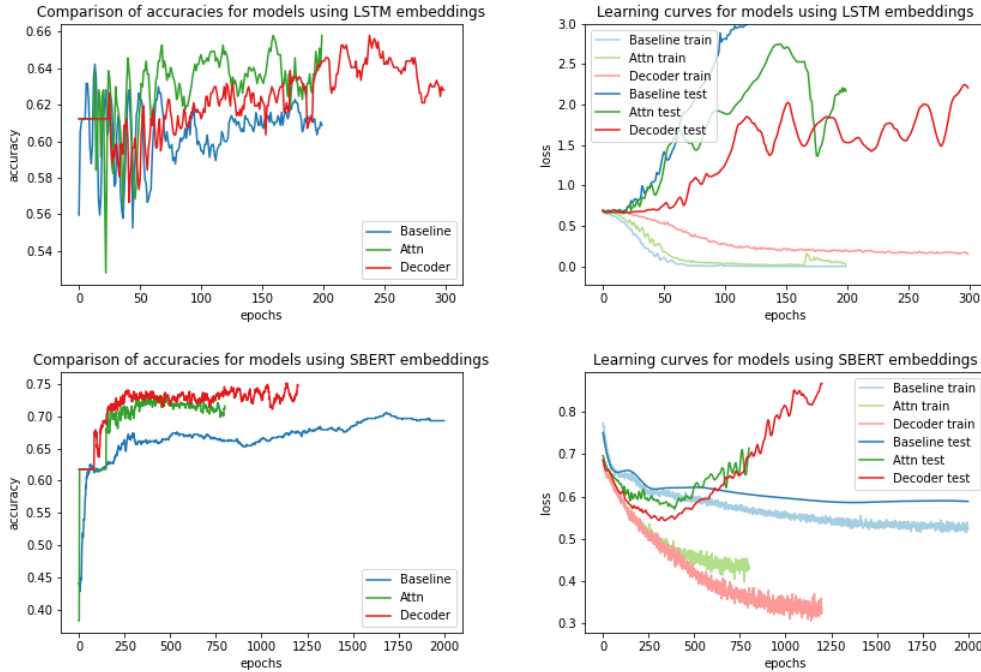 Comparison of accuracies for models using LSTM embeddings
0.66
0.64
0.62
0.60
0.58
0.56
0.54
accuracy
Baseline
Attn
Decoder
0 50 100 150 200 250 300
epochs
Learning curves for models using LSTM embeddings
3.0
2.5
2.0
1.5
1.0
0.5
0.0
loss
Baseline train
Attn train
Decoder train
Baseline test
Attn test
Decoder test
0 50 100 150 200 250 300
epochs
Comparison of accuracies for models using SBERT embeddings
0.75
0.70
0.65
0.60
0.55
0.50
0.45
0.40
accuracy
Baseline
Attn
Decoder
0 250 500 750 1000 1250 1500 1750 2000
epochs
Learning curves for models using SBERT embeddings
0.8
0.7
0.6
0.5
0.4
0.3
loss
Baseline train
Attn train
Decoder train
Baseline test
Attn test
Decoder test
0 250 500 750 1000 1250 1500 1750 2000
epochs